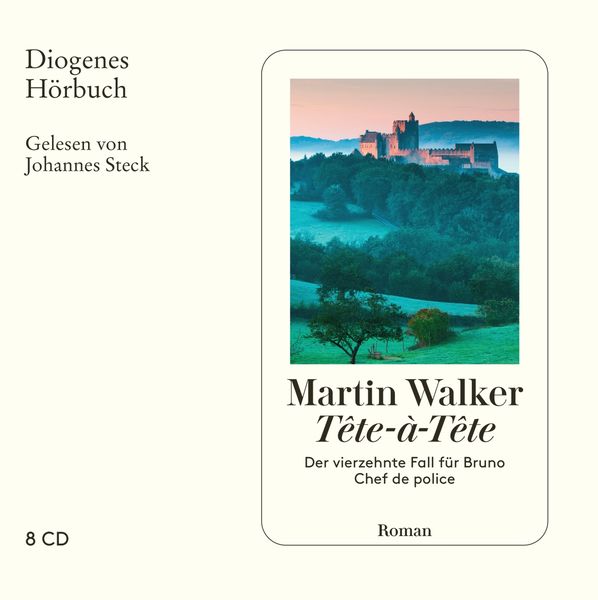 Diogenes
Hörbuch
Gelesen von
Johannes Steck
Martin Walker
Tête-à-Tête
Der vierzehnte Fall für Bruno
Chef de police
Roman
8 CD